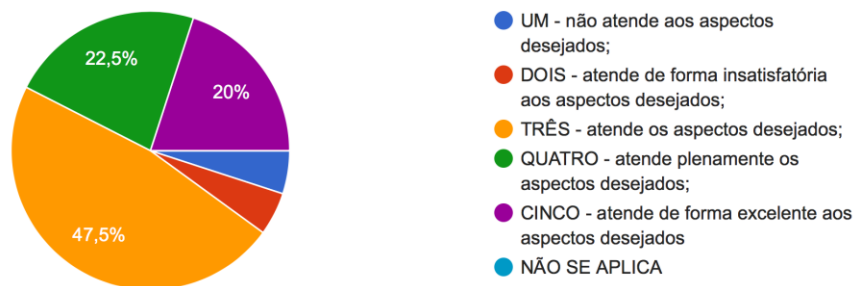 22,5%
20%
47,5%
UM - não atende aos aspectos
desejados;
DOIS - atende de forma insatisfatória
aos aspectos desejados;
TRÊS - atende os aspectos desejados;
QUATRO - atende plenamente os
aspectos desejados;
CINCO - atende de forma excelente aos
aspectos desejados
NÃO SE APLICA